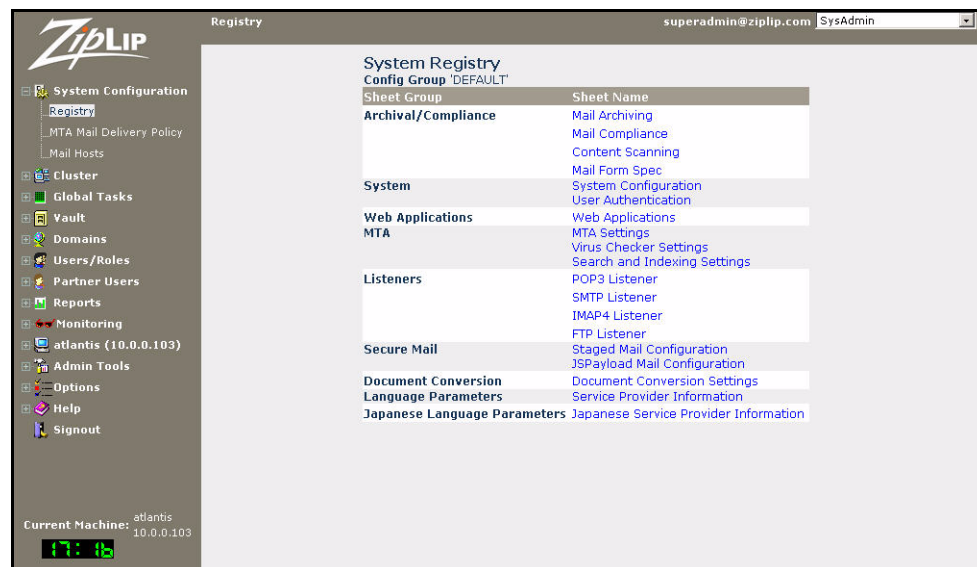 ZipLip
Registry
superadmin@ziplip.com SysAdmin
System Configuration
Registry
MTA Mail Delivery Policy
Mail Hosts
Cluster
Global Tasks
Vault
Domains
Users/Roles
Partner Users
Reports
Monitoring
atlantis (10.0.0.103)
Admin Tools
Options
Help
Signout
Current Machine: atlantis
10.0.0.103
17:16
System Registry
Config Group 'DEFAULT'
Sheet Group Sheet Name
Archival/Compliance Mail Archiving
Mail Compliance
Content Scanning
Mail Form Spec
System System Configuration
User Authentication
Web Applications Web Applications
MTA MTA Settings
Virus Checker Settings
Search and Indexing Settings
Listeners POP3 Listener
SMTP Listener
IMAP4 Listener
FTP Listener
Secure Mail Staged Mail Configuration
JSPayload Mail Configuration
Document Conversion Document Conversion Settings
Language Parameters Service Provider Information
Japanese Language Parameters Japanese Service Provider Information